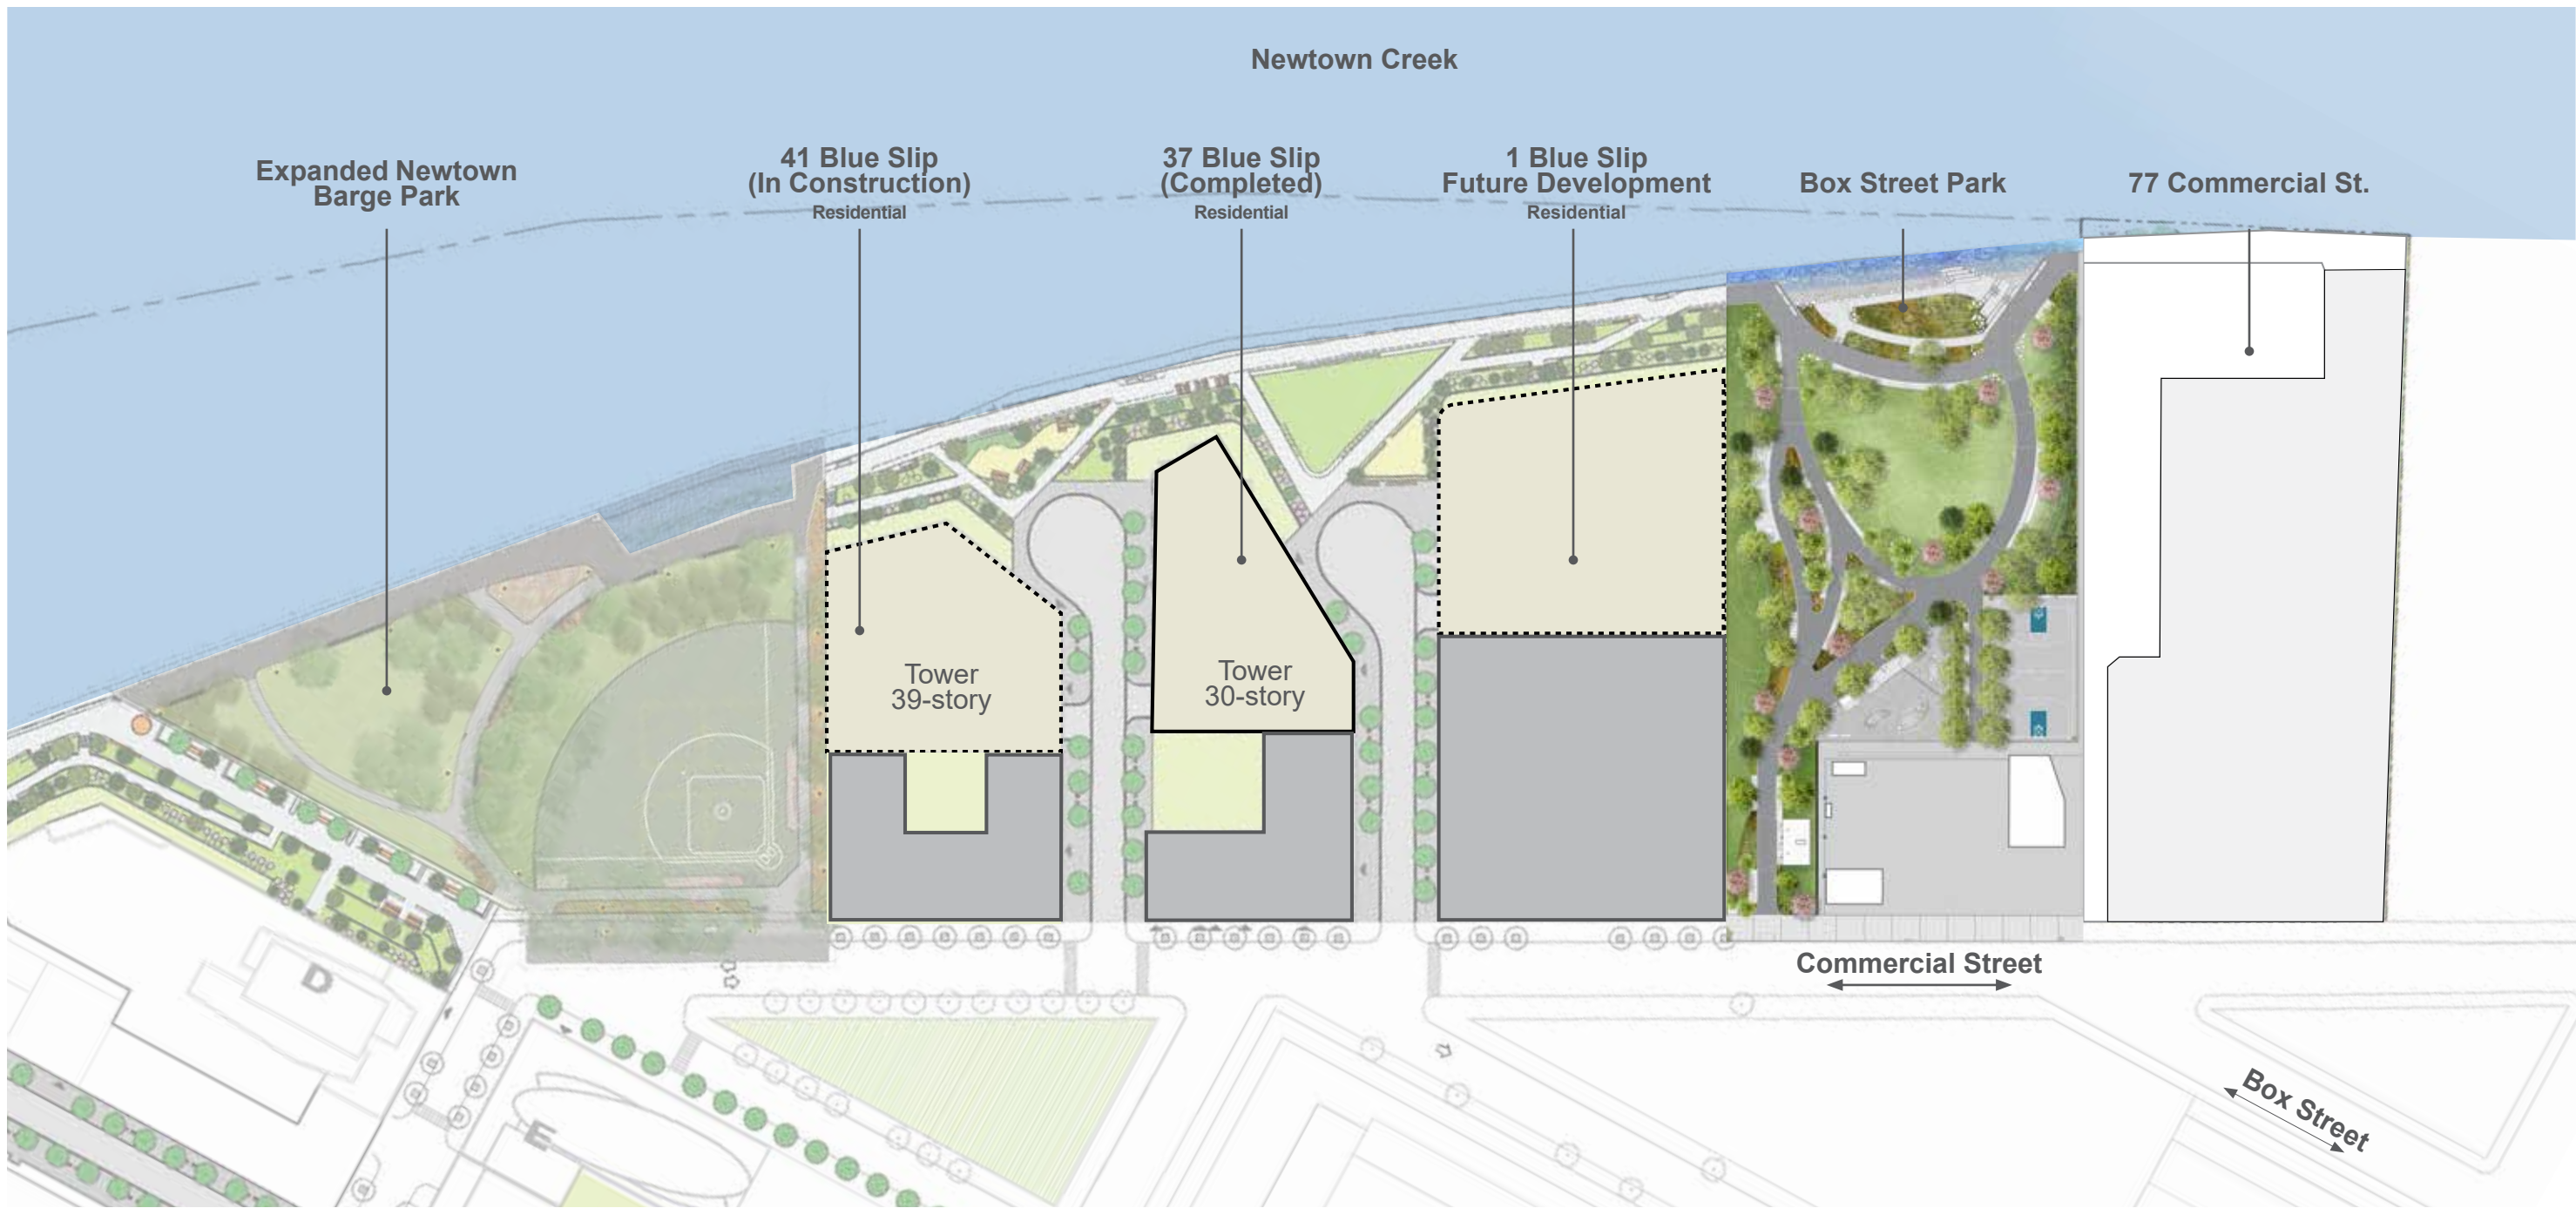 Newtown Creek
Expanded Newtown
Barge Park
41 Blue Slip
(In Construction)
Residential
37 Blue Slip
(Completed)
Residential
1 Blue Slip
Future Development
Residential
Box Street Park
77 Commercial St.
Tower
39-story
Tower
30-story
Commercial Street
Box Street
D
E